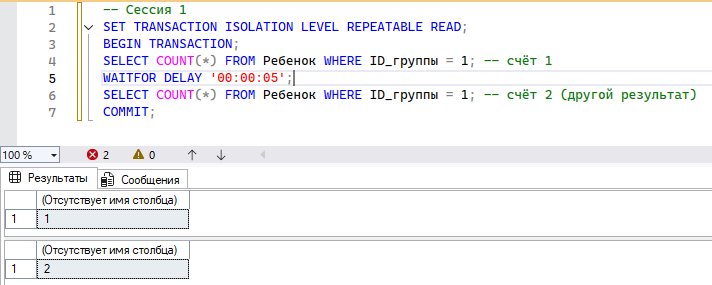 1 -- Сессия 1
2 SET TRANSACTION ISOLATION LEVEL REPEATABLE READ;
3 BEGIN TRANSACTION;
4 SELECT COUNT(*) FROM Ребенок WHERE ID_группы = 1; -- счёт 1
5 WAITFOR DELAY '00:00:05';
6 SELECT COUNT(*) FROM Ребенок WHERE ID_группы = 1; -- счёт 2 (другой результат)
7 COMMIT;
100 % 2 0
Результаты Сообщения
(Отсутствует имя столбца)
1 1
(Отсутствует имя столбца)
1 2